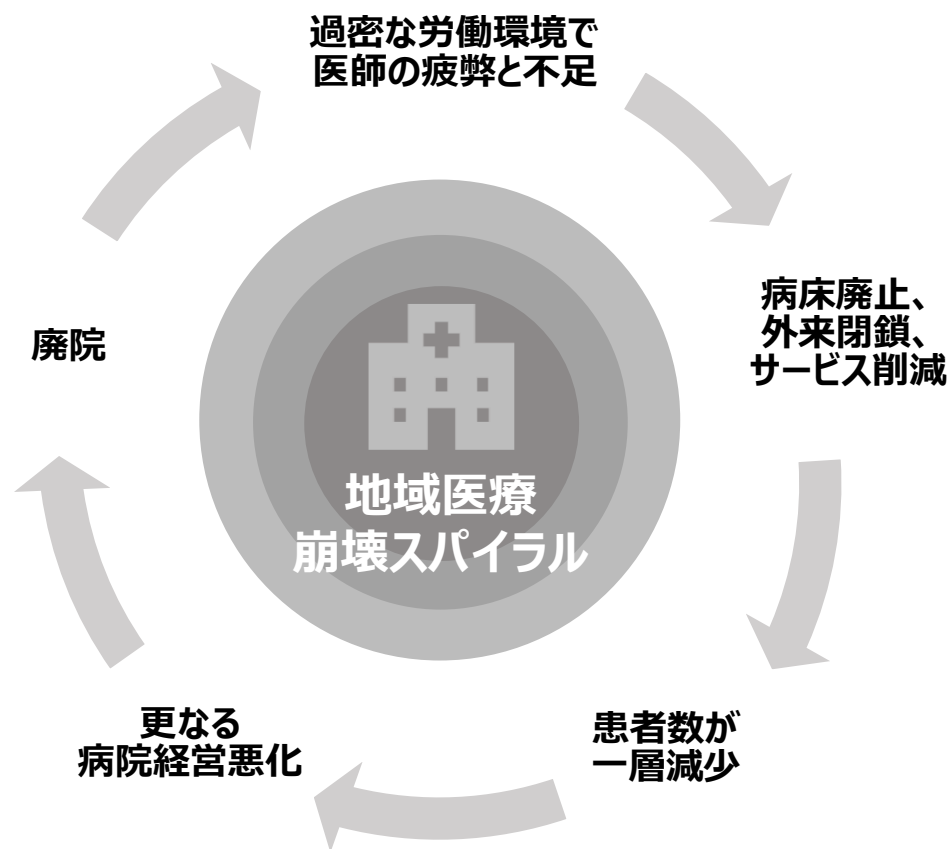 過密な労働環境で
医師の疲弊と不足
病床廃止、
外来閉鎖、
サービス削減
患者数が
一層減少
更なる
病院経営悪化
廃院
地域医療
崩壊スパイラル